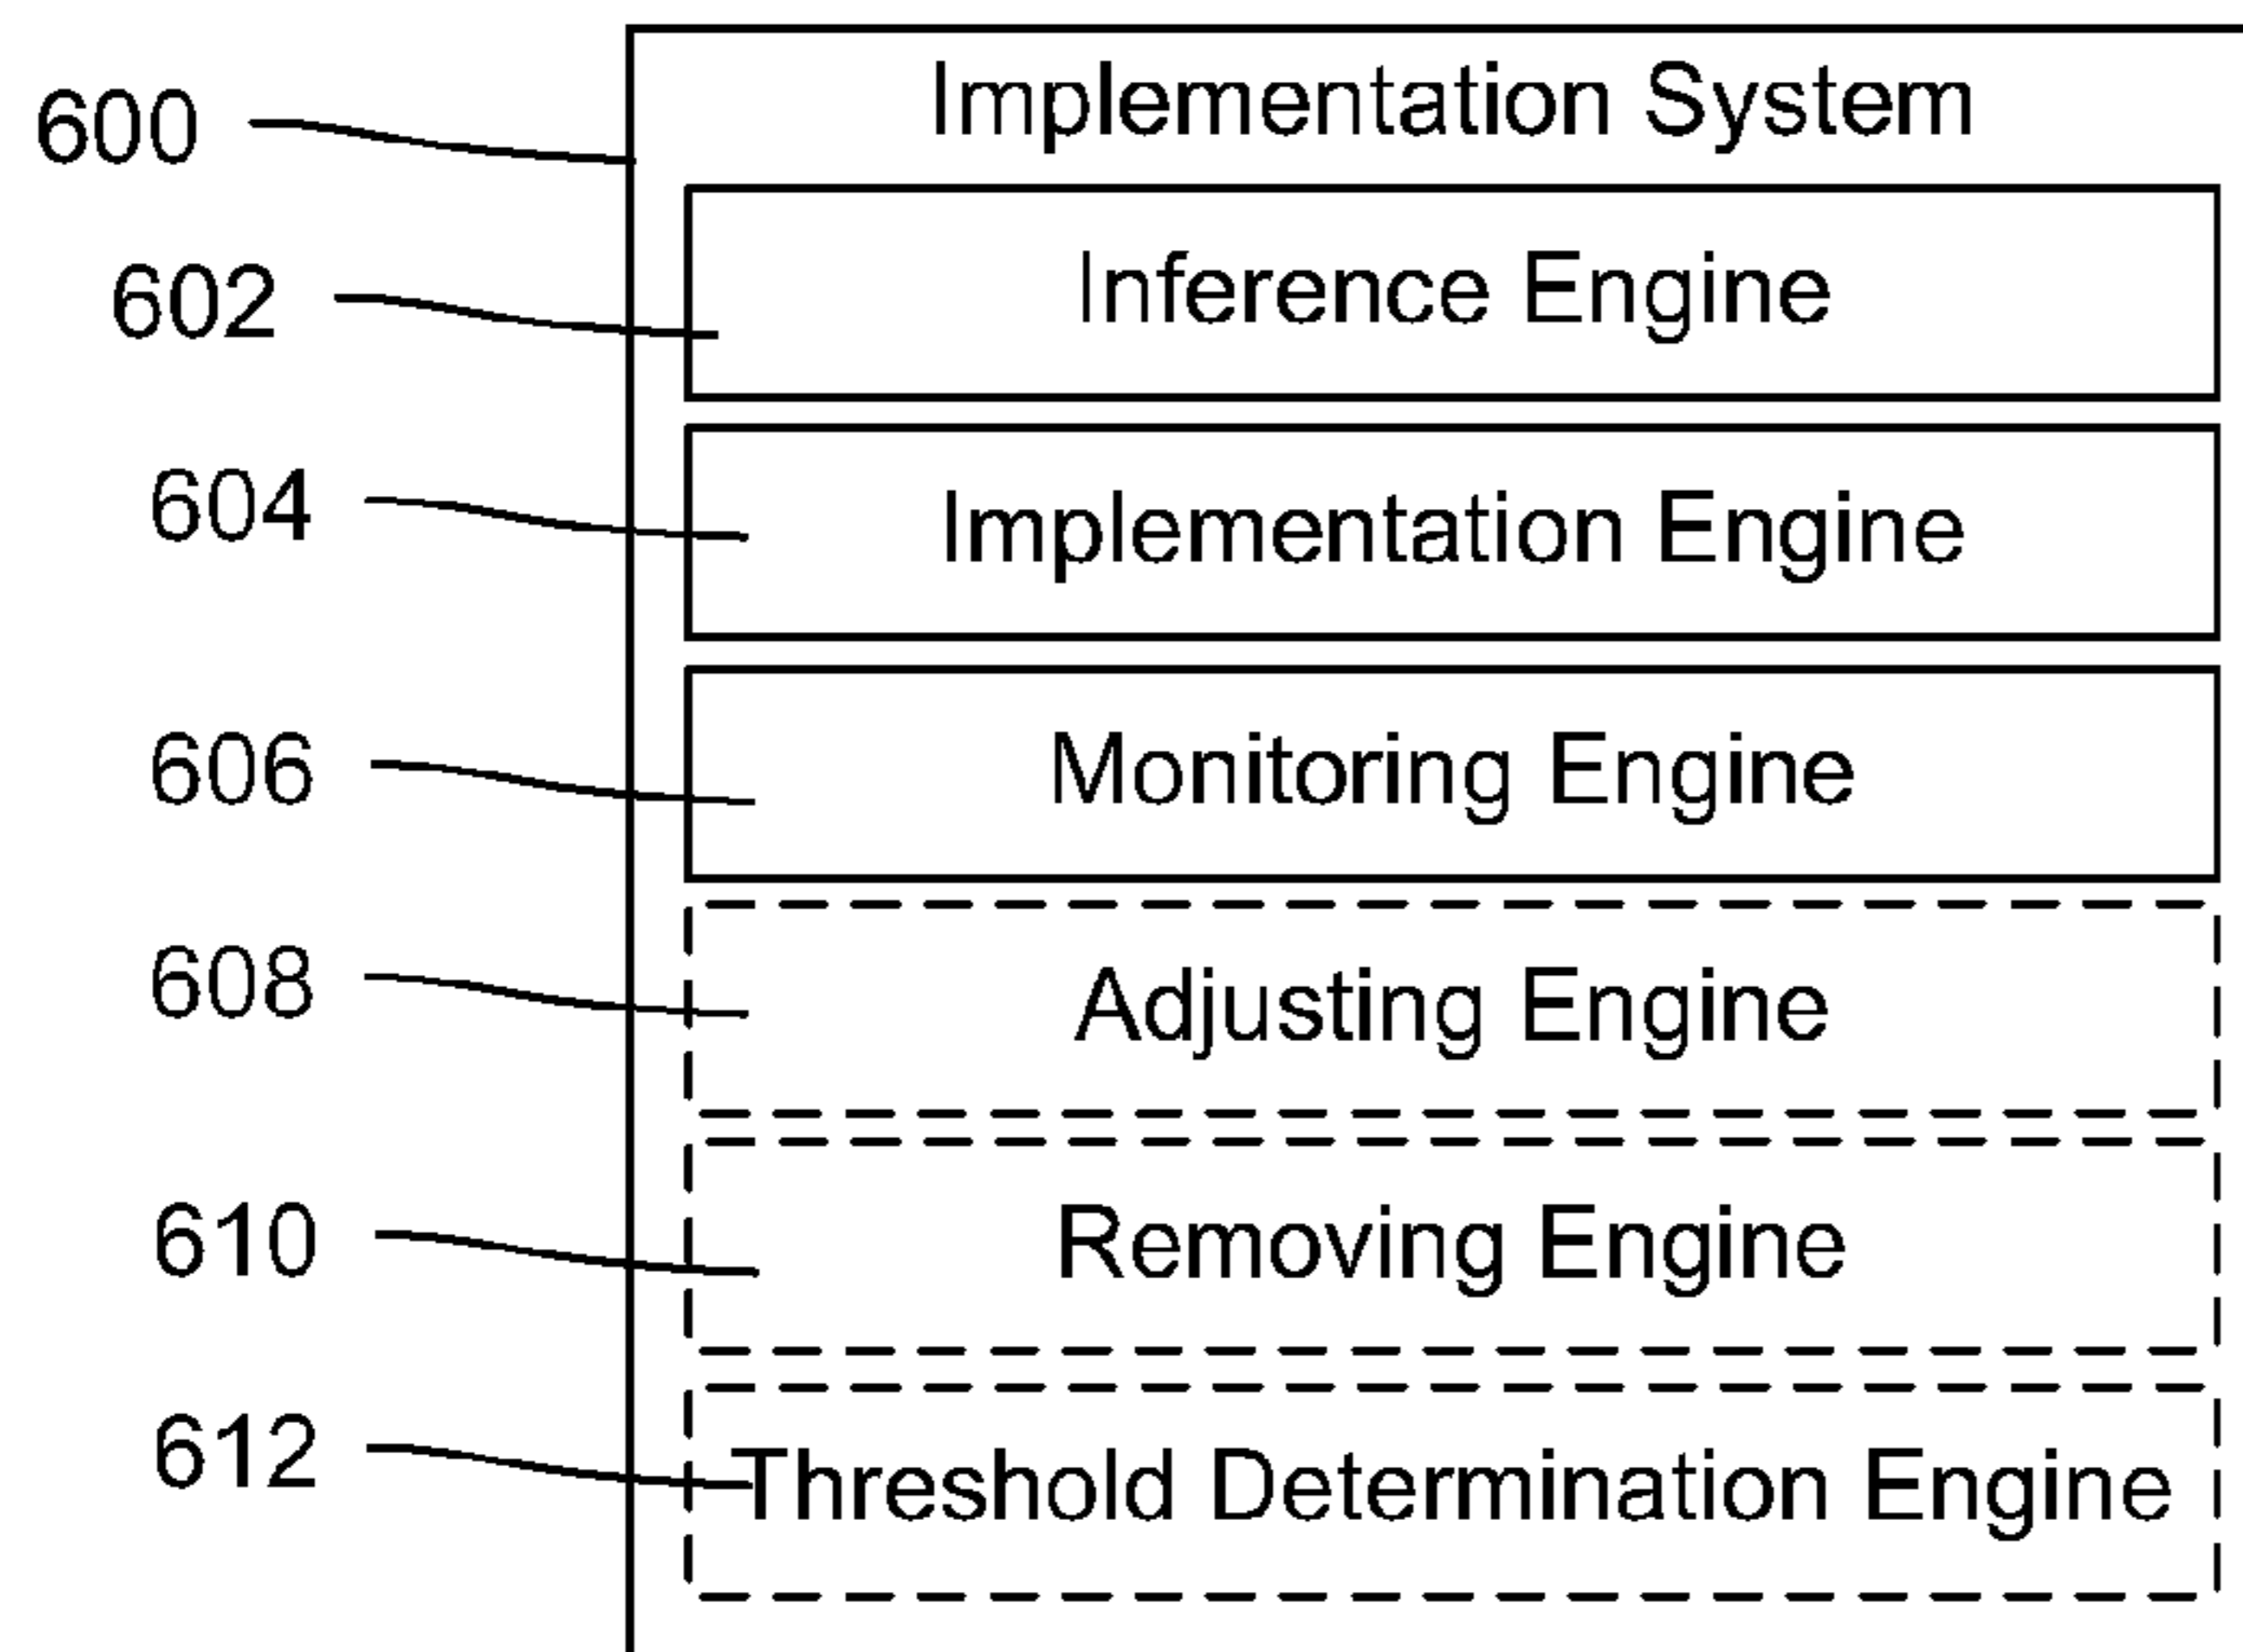 Implementation System
600
602
Inference Engine
604
Implementation Engine
606
Monitoring Engine
608
Adjusting Engine
610
Removing Engine
612
Threshold Determination Engine